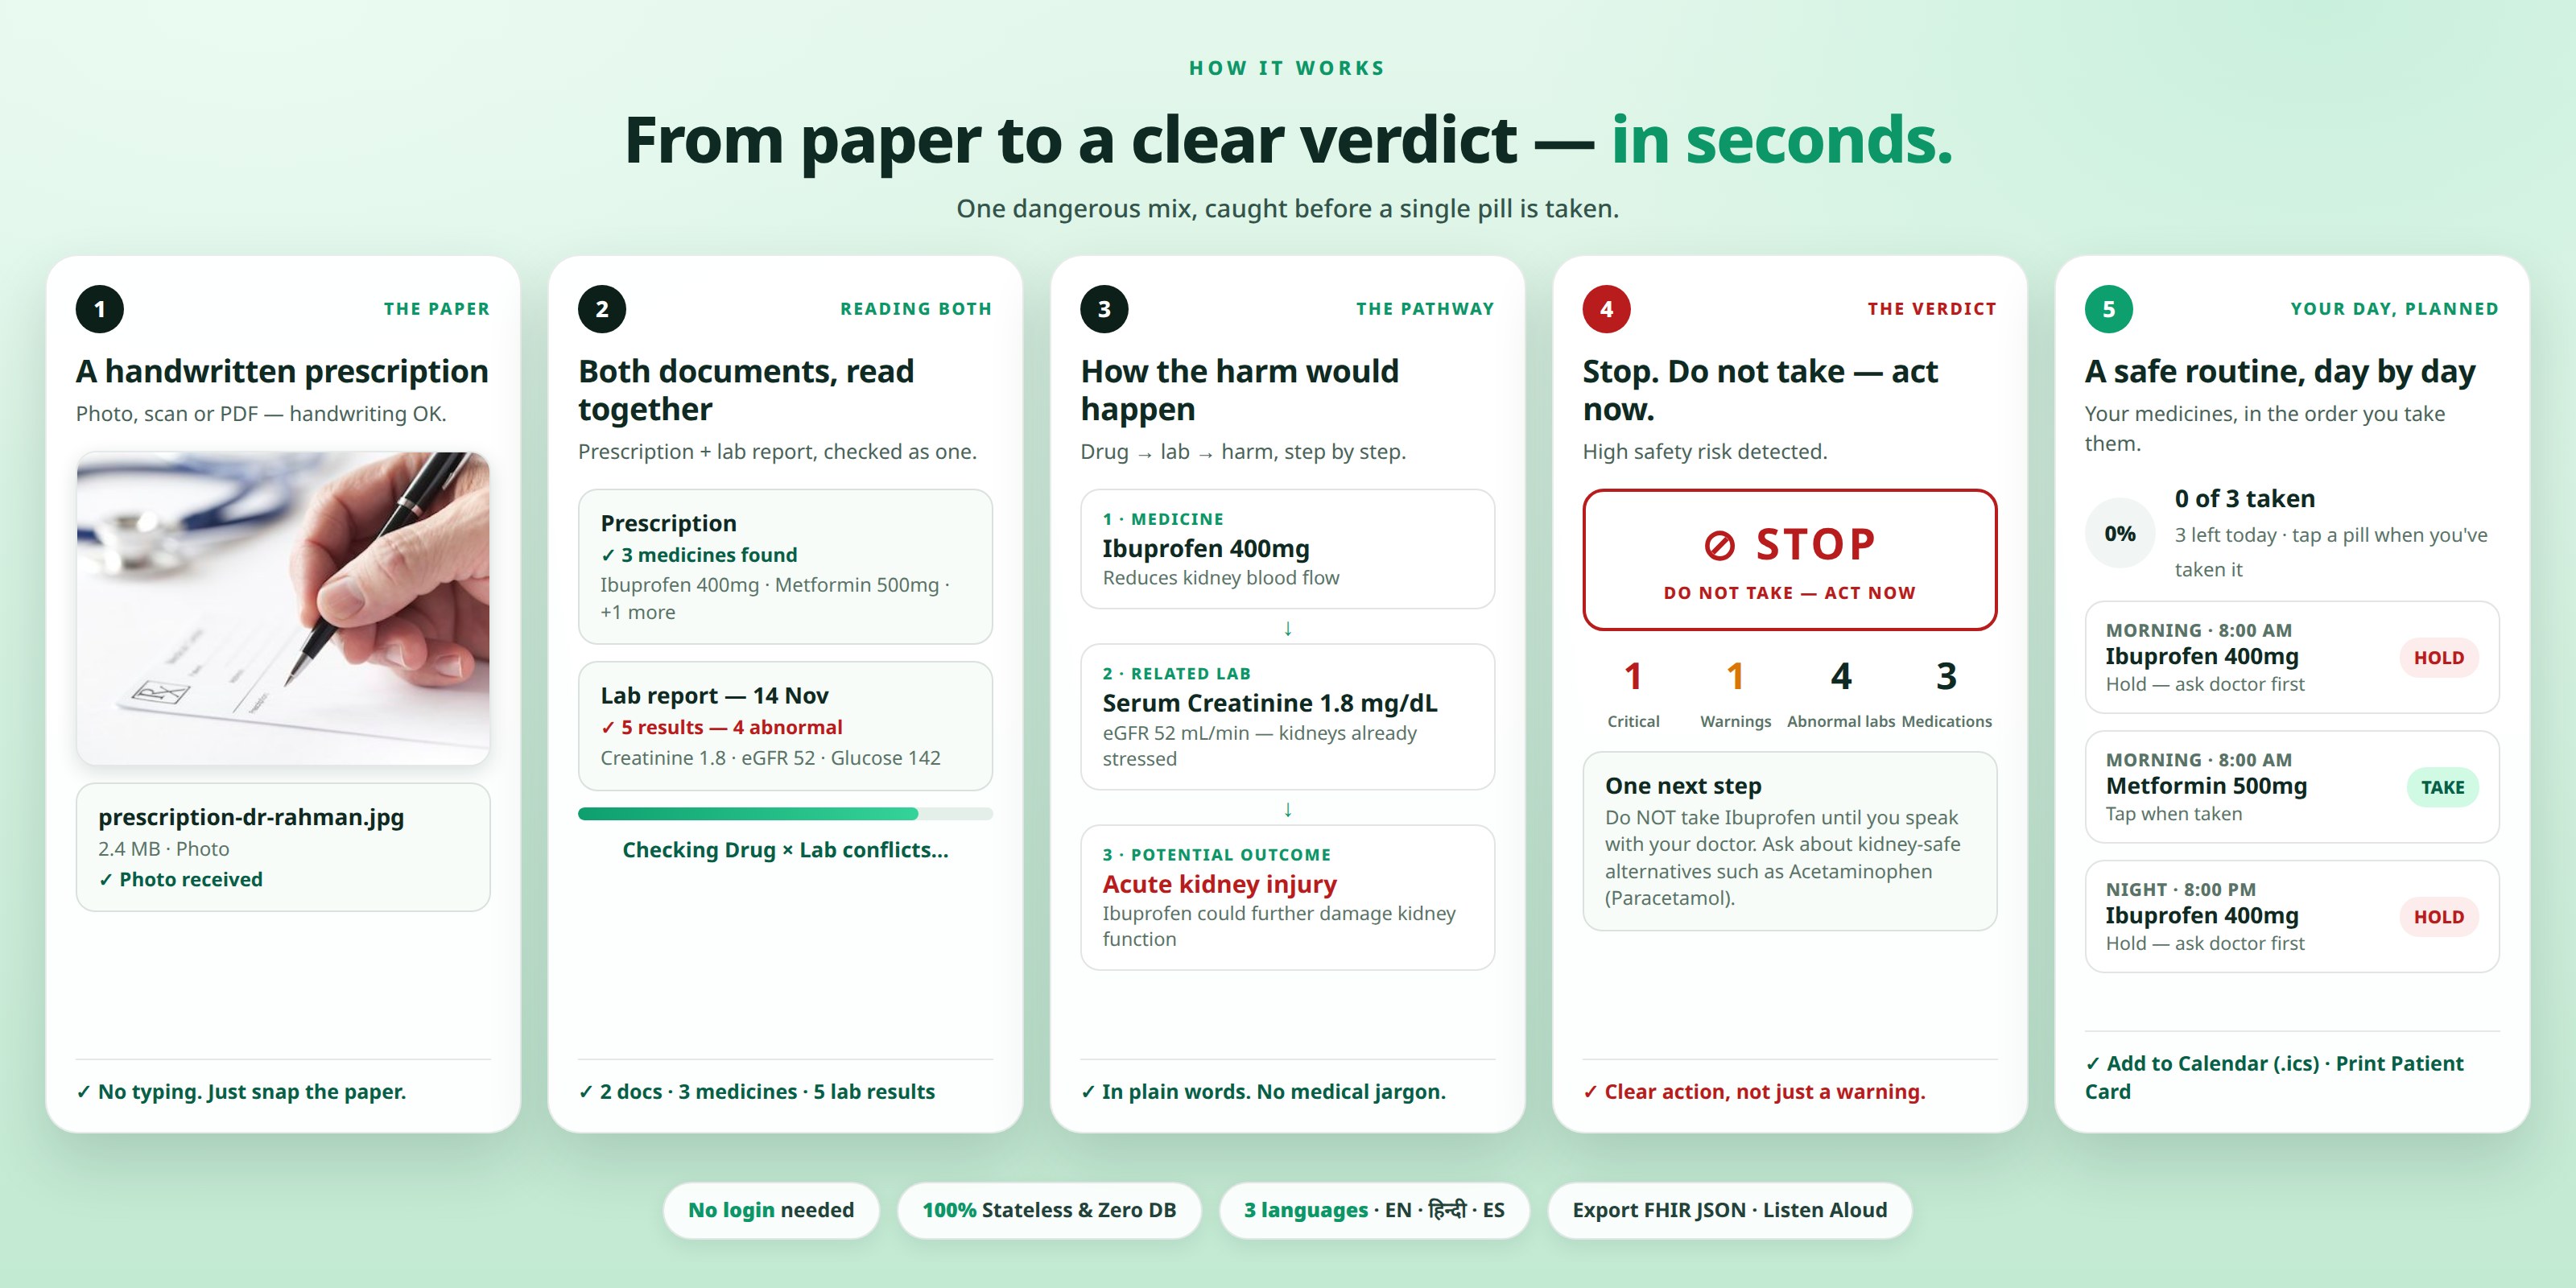 HOW IT WORKS
From paper to a clear verdict — in seconds.
One dangerous mix, caught before a single pill is taken.
1
THE PAPER
A handwritten prescription
Photo, scan or PDF — handwriting OK.
prescription-dr-rahman.jpg
2.4 MB · Photo
✓ Photo received
✓ No typing. Just snap the paper.
2
READING BOTH
Both documents, read
together
Prescription + lab report, checked as one.
Prescription
✓ 3 medicines found
Ibuprofen 400mg · Metformin 500mg ·
+1 more
Lab report — 14 Nov
✓ 5 results — 4 abnormal
Creatinine 1.8 · eGFR 52 · Glucose 142
Checking Drug × Lab conflicts...
✓ 2 docs · 3 medicines · 5 lab results
3
THE PATHWAY
How the harm would
happen
Drug → lab → harm, step by step.
1 · MEDICINE
Ibuprofen 400mg
Reduces kidney blood flow
↓
2 · RELATED LAB
Serum Creatinine 1.8 mg/dL
eGFR 52 mL/min — kidneys already
stressed
↓
3 · POTENTIAL OUTCOME
Acute kidney injury
Ibuprofen could further damage kidney
function
✓ In plain words. No medical jargon.
4
THE VERDICT
Stop. Do not take — act
now.
High safety risk detected.
⊘ STOP
DO NOT TAKE — ACT NOW
1 1 4 3
Critical Warnings Abnormal labs Medications
One next step
Do NOT take Ibuprofen until you speak
with your doctor. Ask about kidney-safe
alternatives such as Acetaminophen
(Paracetamol).
✓ Clear action, not just a warning.
5
YOUR DAY, PLANNED
A safe routine, day by day
Your medicines, in the order you take
them.
0%
0 of 3 taken
3 left today · tap a pill when you've
taken it
MORNING · 8:00 AM
Ibuprofen 400mg
Hold — ask doctor first
HOLD
MORNING · 8:00 AM
Metformin 500mg
Tap when taken
TAKE
NIGHT · 8:00 PM
Ibuprofen 400mg
Hold — ask doctor first
HOLD
✓ Add to Calendar (.ics) · Print Patient
Card
No login needed
100% Stateless & Zero DB
3 languages · EN · हिन्दी · ES
Export FHIR JSON · Listen Aloud